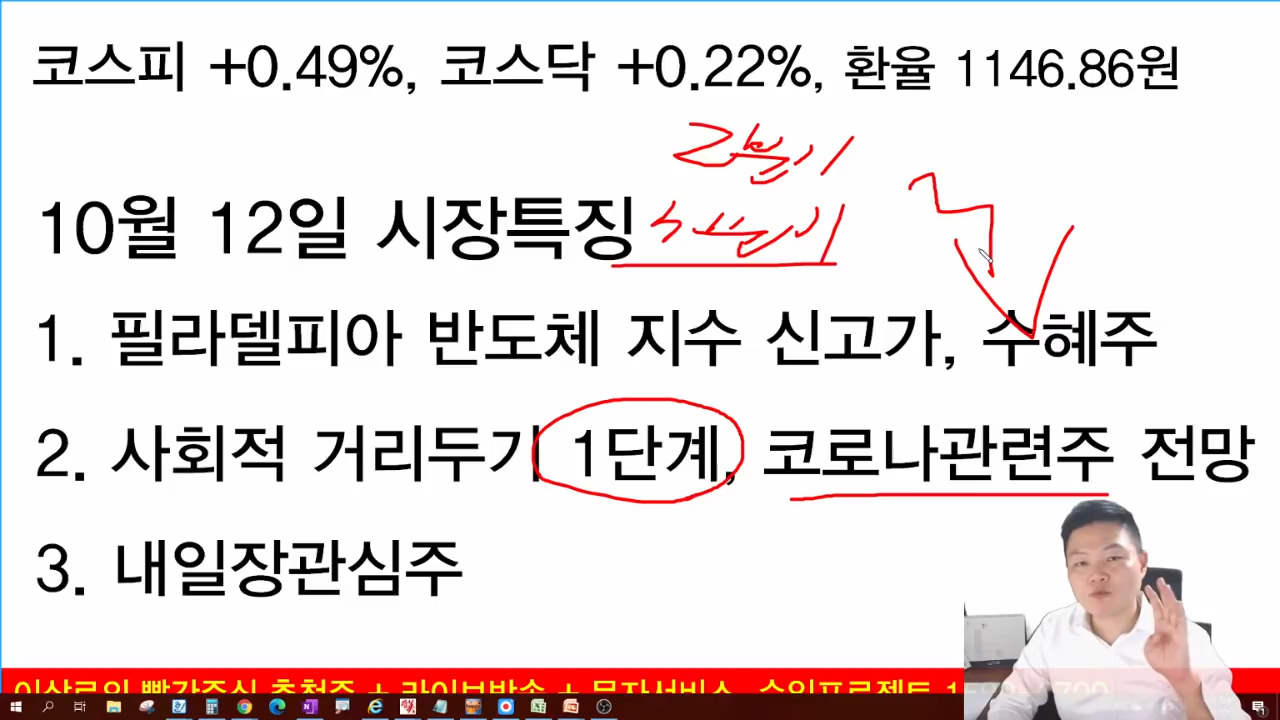 코스피 +0.49%, 코스닥 +0.22%, 환율 1146.86원
2분기
10월 12일 시장특징
1. 필라델피아 반도체 지수 신고가, 수혜주
2. 사회적 거리두기 1단계, 코로나관련주 전망
3. 내일장관심주